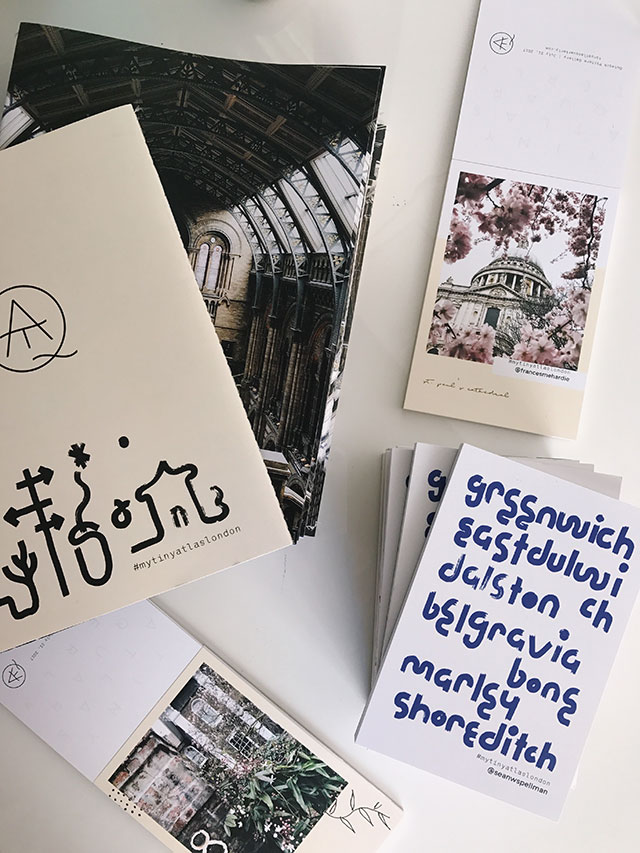 #mytinyatlaslondon
#mytinyatlaslondon
@francesmehardie
st paul's cathedral
greenwich
eastdulwi
dalston ch
belgravia
bone
marley
shoreditch
#mytinyatlaslondon
@seanwspellman